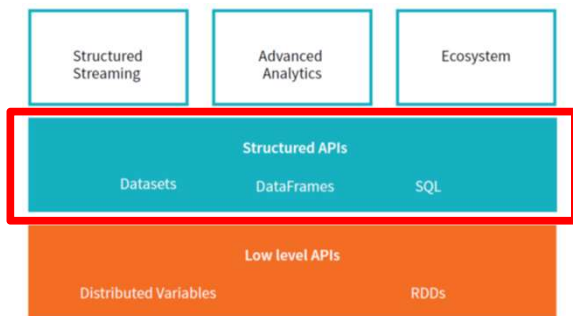 Structured
Streaming
Advanced
Analytics
Ecosystem
Structured APIs
Datasets DataFrames SQL
Low level APIs
Distributed Variables RDDs